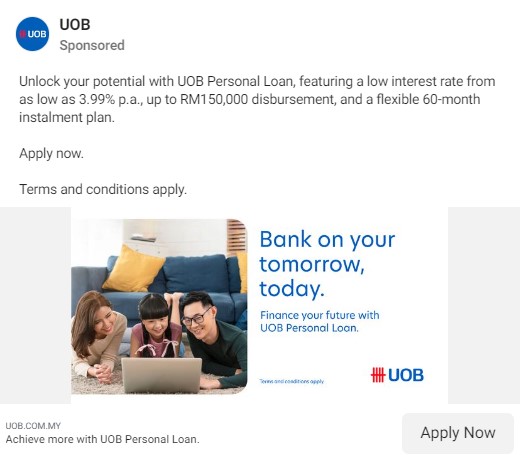 UOB
UOB
Sponsored
Unlock your potential with UOB Personal Loan, featuring a low interest rate from
as low as 3.99% p.a., up to RM150,000 disbursement, and a flexible 60-month
instalment plan.
Apply now.
Terms and conditions apply.
Bank on your
tomorrow,
today.
Finance your future with
UOB Personal Loan.
Terms and conditions apply.
UOB
UOB.COM.MY
Achieve more with UOB Personal Loan.
Apply Now